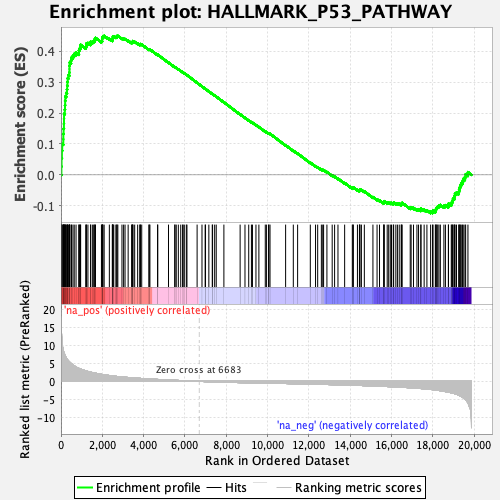 Enrichment plot: HALLMARK_P53_PATHWAY
Enrichment score (ES)
0.4
0.3
0.2
0.1
0.0
-0.1
Ranked list metric (PreRanked)
20
15
10
5
0
-5
-10
'na_pos' (positively correlated)
Zero cross at 6683
'na_neg' (negatively correlated)
0
2,000
4,000
6,000
8,000
10,000
12,000
14,000
16,000
18,000
20,000
Rank in Ordered Dataset
Enrichment profile
Hits
Ranking metric scores